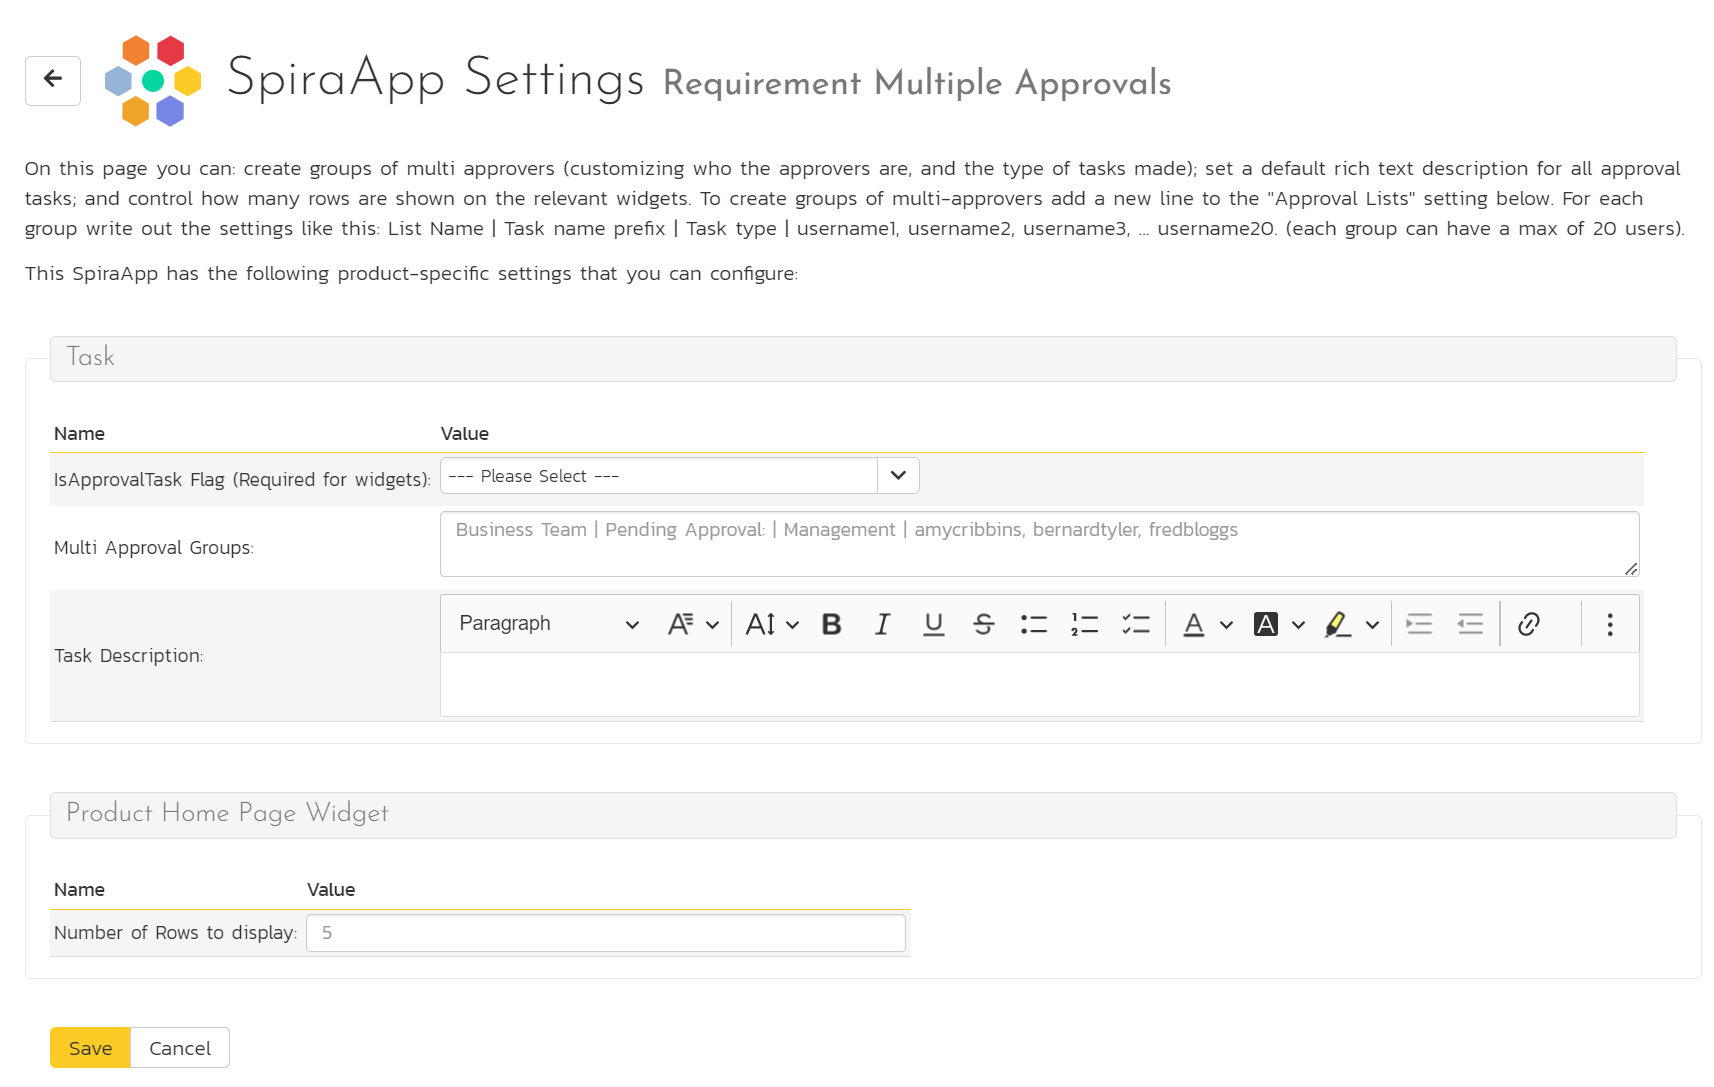 SpiraApp Settings Requirement Multiple Approvals
On this page you can: create groups of multi approvers (customizing who the approvers are, and the type of tasks made); set a default rich text description for all approval
tasks; and control how many rows are shown on the relevant widgets. To create groups of multi-approvers add a new line to the "Approval Lists" setting below. For each
group write out the settings like this: List Name | Task name prefix | Task type | username1, username2, username3, ... username20. (each group can have a max of 20 users).
This SpiraApp has the following product-specific settings that you can configure:
Task
Name Value
IsApprovalTask Flag (Required for widgets): --- Please Select ---
Multi Approval Groups: Business Team | Pending Approval: | Management | amycribbins, bernardtyler, fredbloggs
Paragraph
Task Description:
Product Home Page Widget
Name Value
Number of Rows to display: 5
Save Cancel